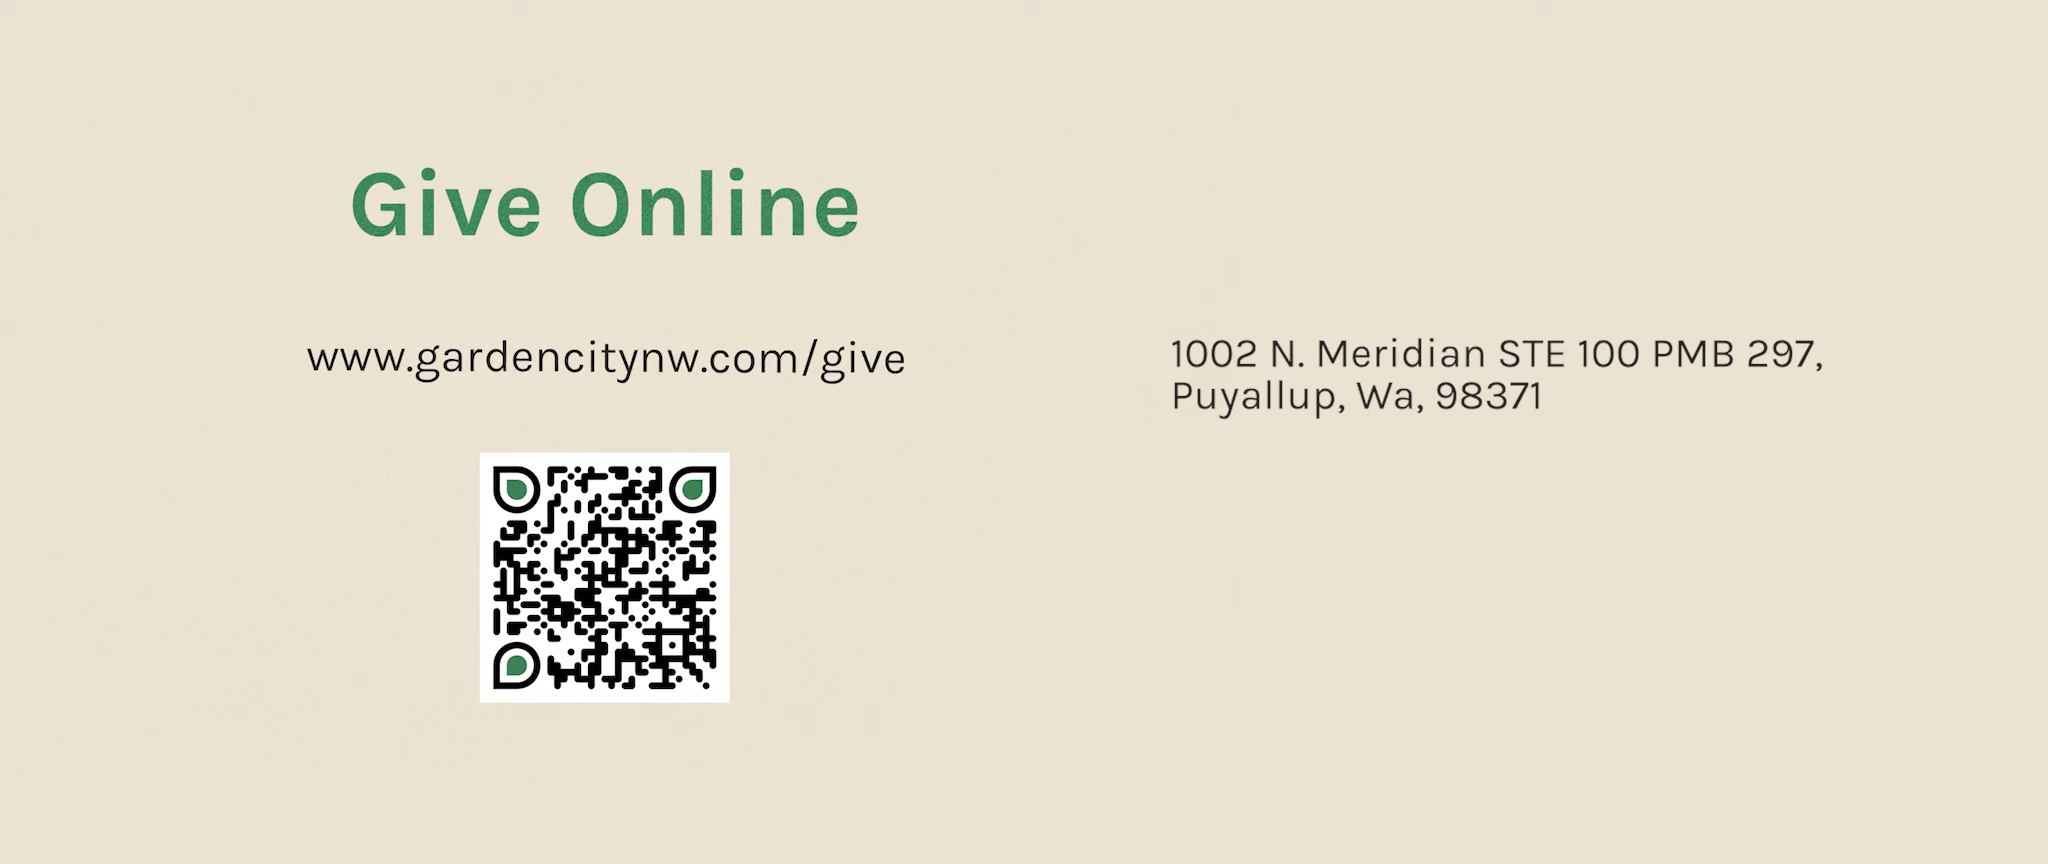 Give Online
www.gardencitynw.com/give
1002 N. Meridian STE 100 PMB 297,
Puyallup, Wa, 98371